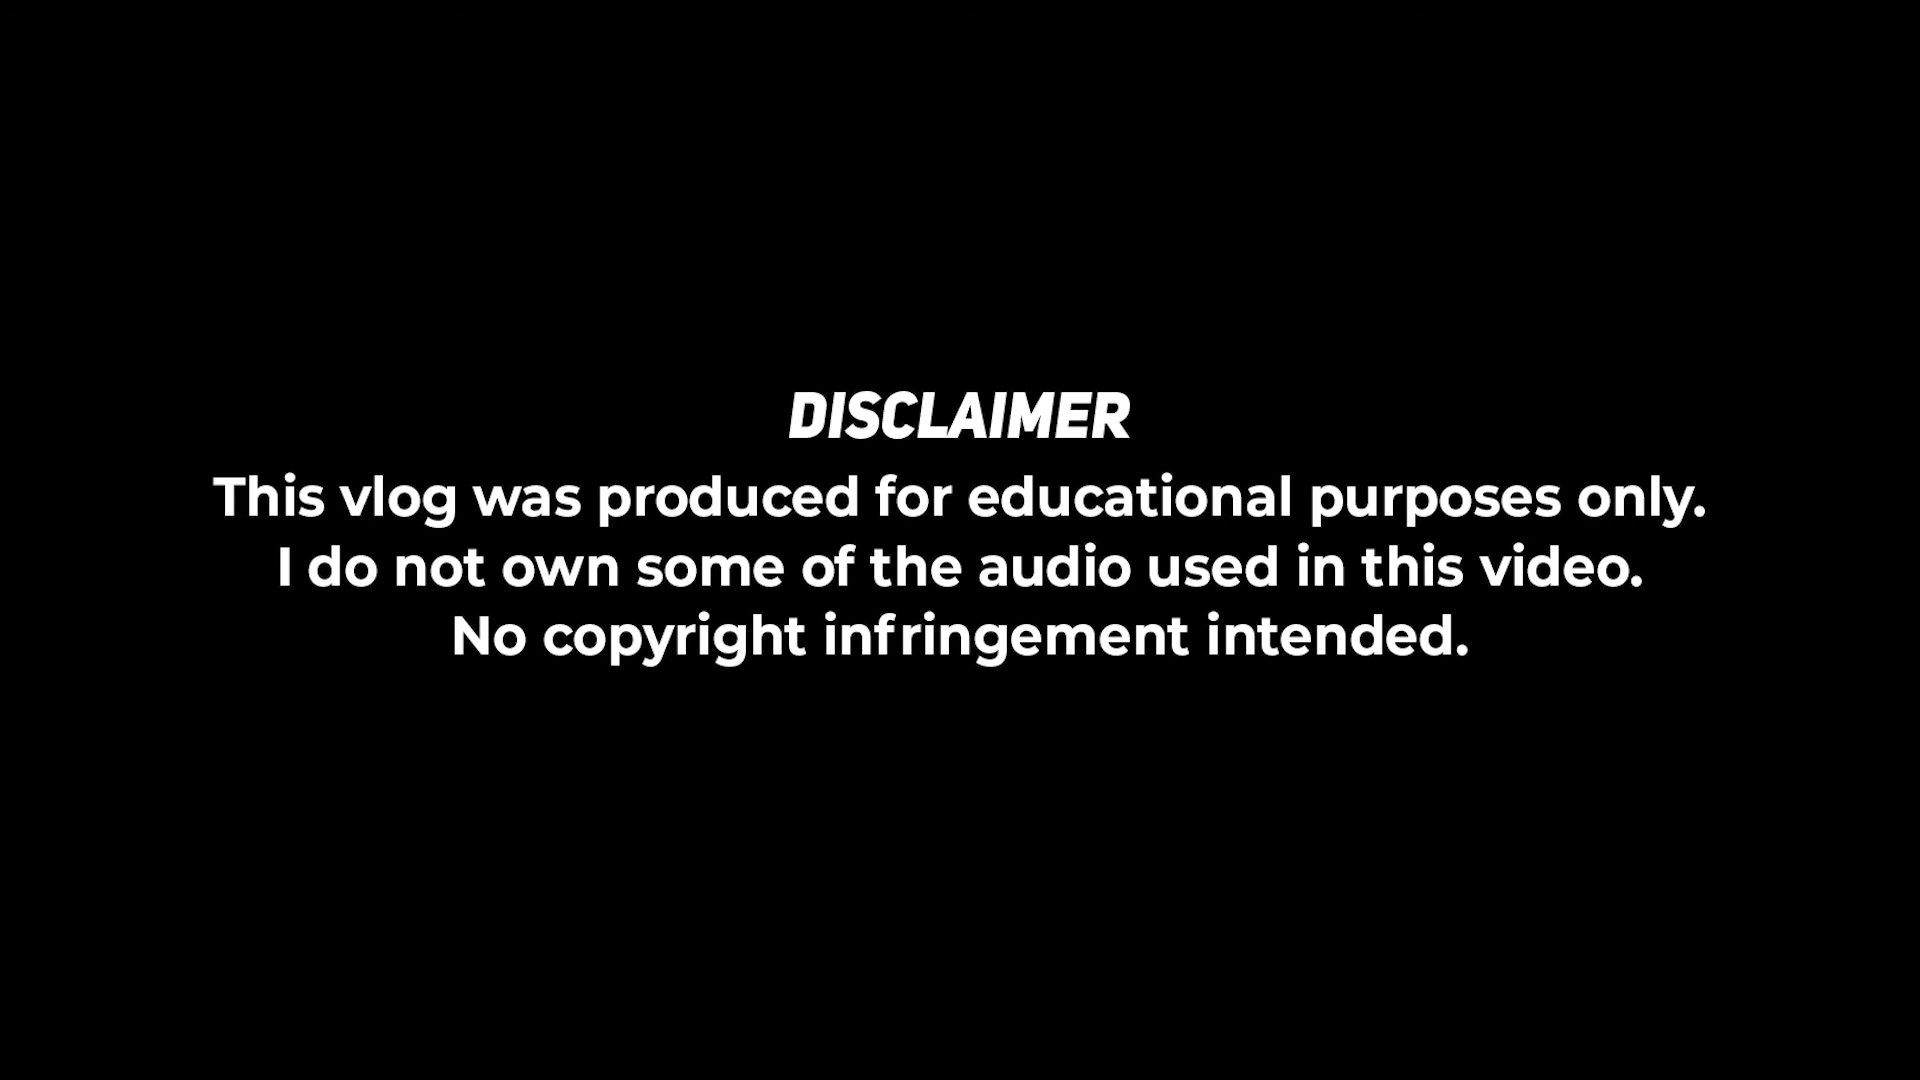 DISCLAIMER
This vlog was produced for educational purposes only.
I do not own some of the audio used in this video.
No copyright infringement intended.